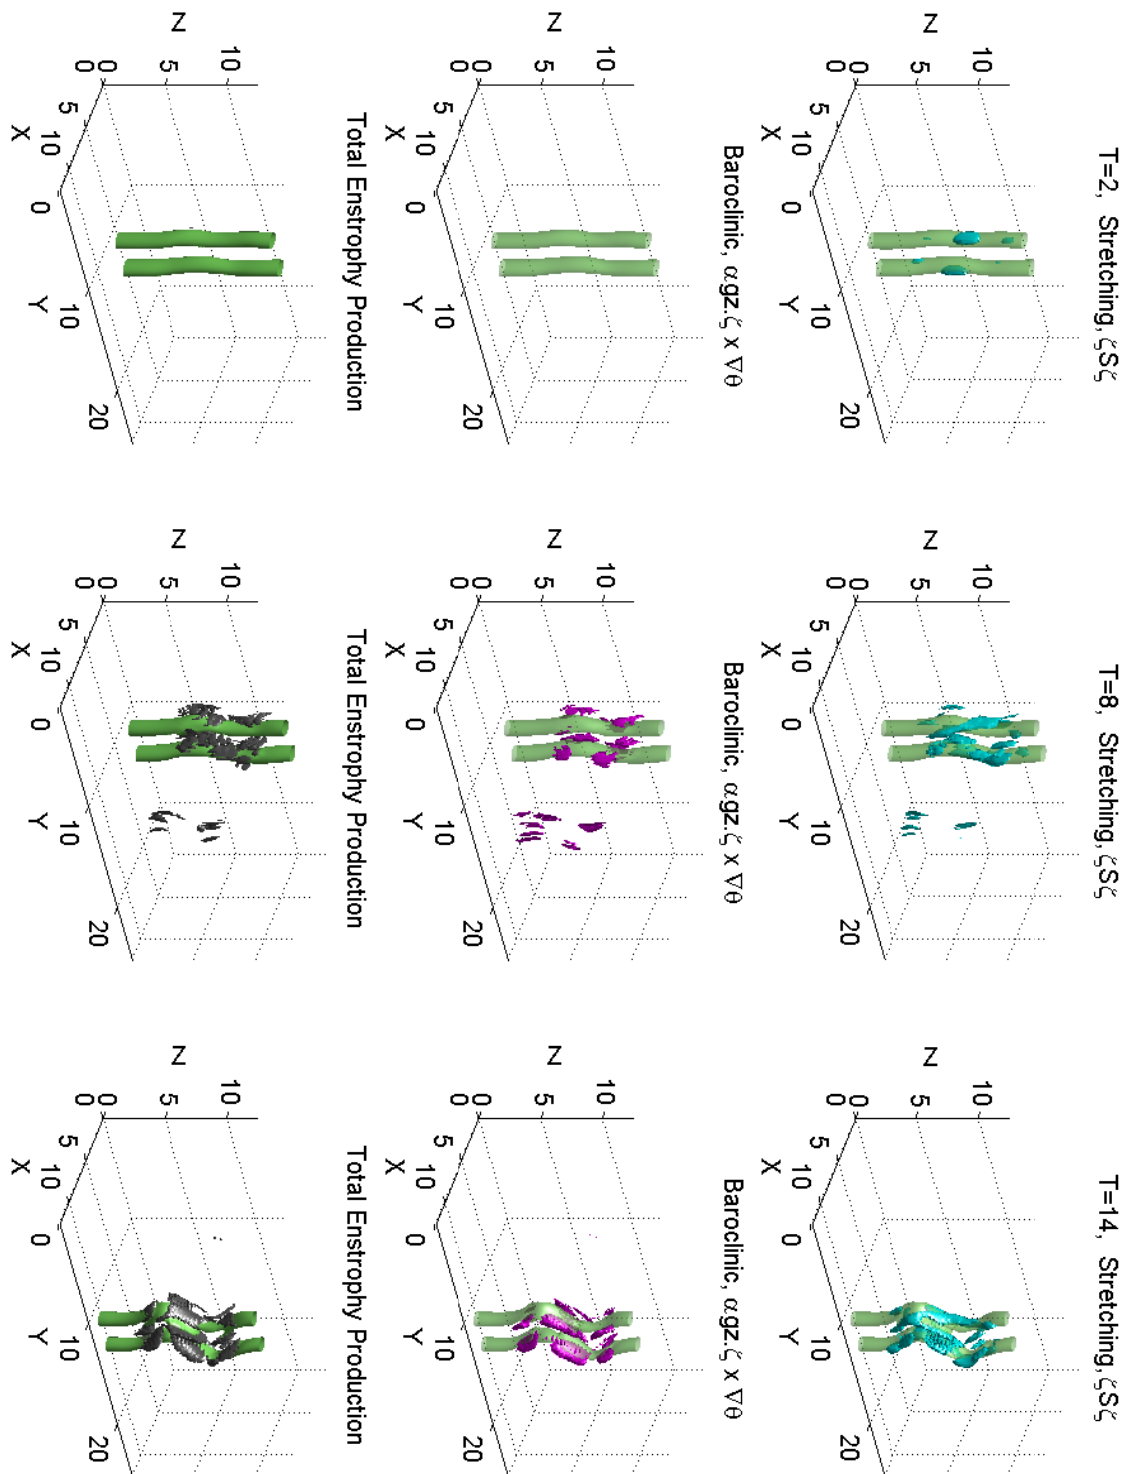 T=2, Stretching, ζSζ
Z
10
5
0
0
5
10
X
0
10
20
Y
T=8, Stretching, ζSζ
Z
10
5
0
0
5
10
X
0
10
20
Y
T=14, Stretching, ζSζ
Z
10
5
0
0
5
10
X
0
10
20
Y
Baroclinic, αgz.ζ x ∇θ
Z
10
5
0
0
5
10
X
0
10
20
Y
Baroclinic, αgz.ζ x ∇θ
Z
10
5
0
0
5
10
X
0
10
20
Y
Baroclinic, αgz.ζ x ∇θ
Z
10
5
0
0
5
10
X
0
10
20
Y
Total Enstrophy Production
Z
10
5
0
0
5
10
X
0
10
20
Y
Total Enstrophy Production
Z
10
5
0
0
5
10
X
0
10
20
Y
Total Enstrophy Production
Z
10
5
0
0
5
10
X
0
10
20
Y